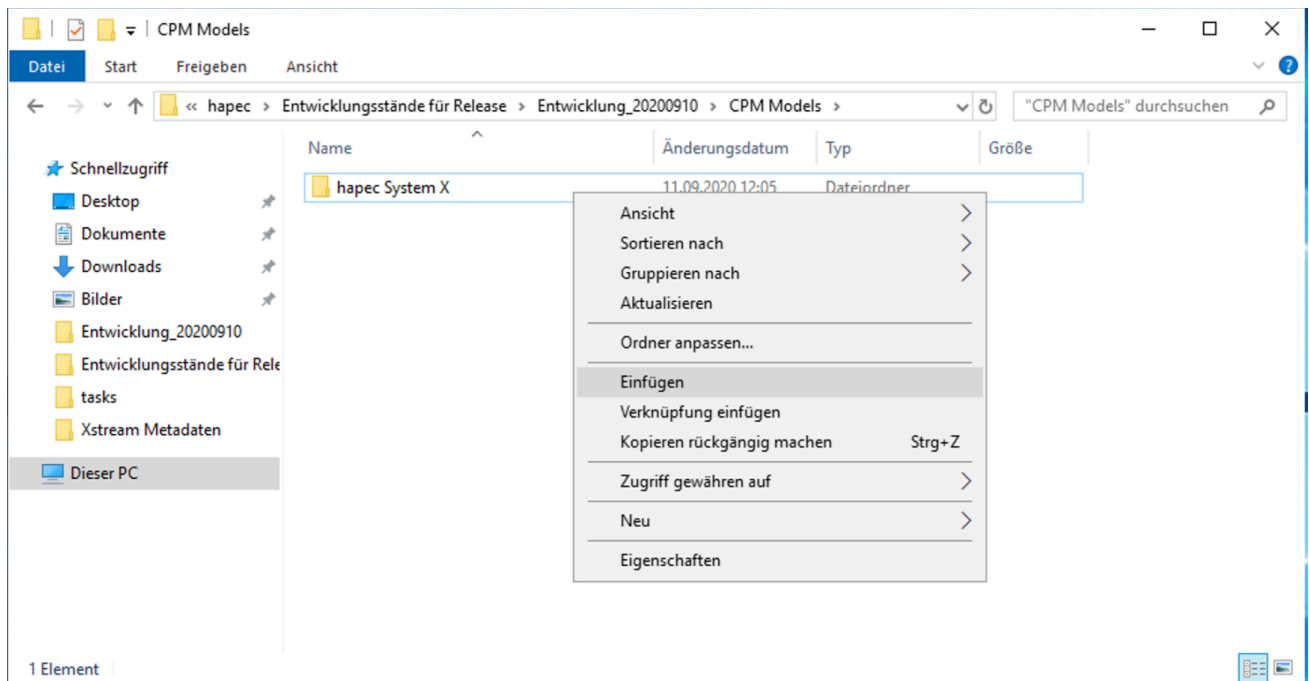 CPM Models
Datei Start Freigeben Ansicht
« hapec > Entwicklungsstände für Release > Entwicklung_20200910 > CPM Models > "CPM Models" durchsuchen
Name Änderungsdatum Typ Größe
Schnellzugriff
Desktop
Dokumente
Downloads
Bilder
Entwicklung_20200910
Entwicklungsstände für Rele
tasks
Xstream Metadaten
Dieser PC
hapec System X 11.09.2020 12:05 Dateiordner
Ansicht
Sortieren nach
Gruppieren nach
Aktualisieren
Ordner anpassen...
Einfügen
Verknüpfung einfügen
Kopieren rückgängig machen Strg+Z
Zugriff gewähren auf
Neu
Eigenschaften
1 Element